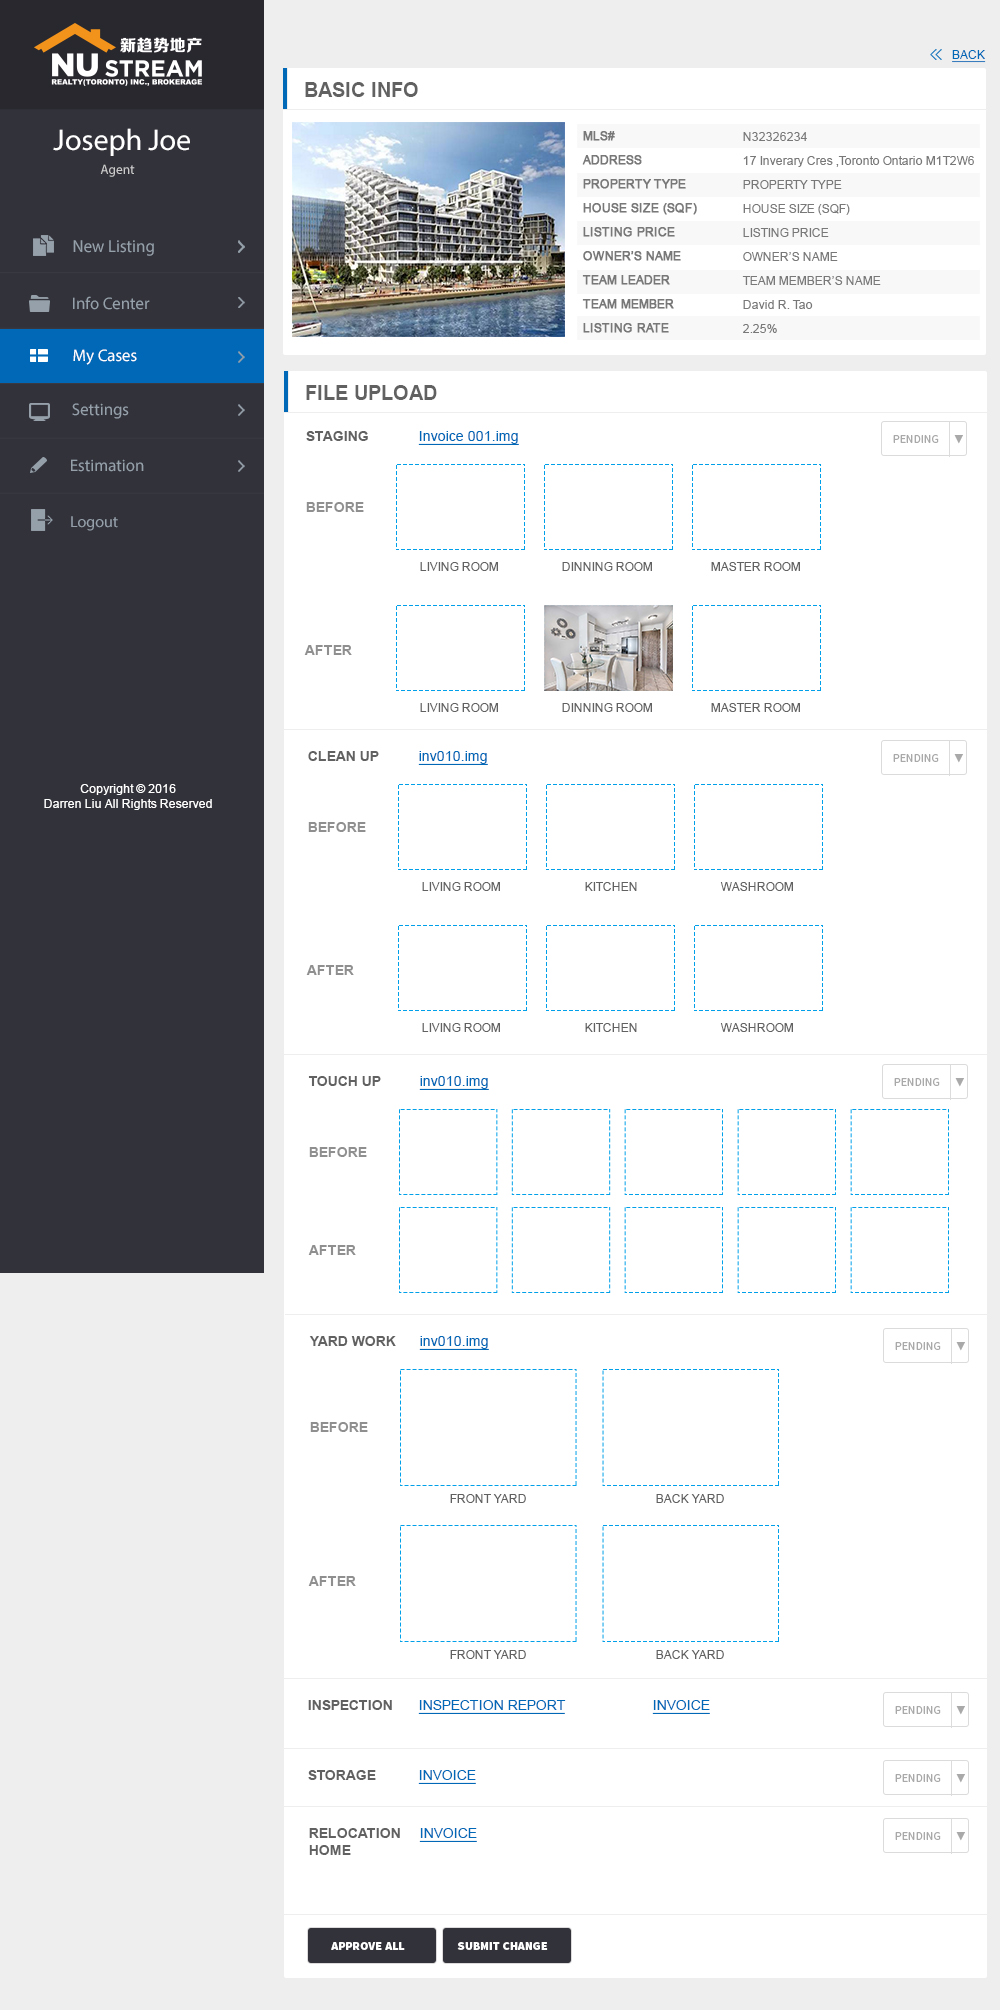 新趋势地产
NU STREAM
REALTY(TORONTO) INC., BROKERAGE
Joseph Joe
Agent
New Listing
Info Center
My Cases
Settings
Estimation
Logout
Copyright © 2016
Darren Liu All Rights Reserved
BACK
BASIC INFO
MLS# N32326234
ADDRESS 17 Inverary Cres ,Toronto Ontario M1T2W6
PROPERTY TYPE PROPERTY TYPE
HOUSE SIZE (SQF) HOUSE SIZE (SQF)
LISTING PRICE LISTING PRICE
OWNER'S NAME OWNER'S NAME
TEAM LEADER TEAM MEMBER'S NAME
TEAM MEMBER David R. Tao
LISTING RATE 2.25%
FILE UPLOAD
STAGING Invoice 001.img PENDING
BEFORE
LIVING ROOM DINNING ROOM MASTER ROOM
AFTER
LIVING ROOM DINNING ROOM MASTER ROOM
CLEAN UP inv010.img PENDING
BEFORE
LIVING ROOM KITCHEN WASHROOM
AFTER
LIVING ROOM KITCHEN WASHROOM
TOUCH UP inv010.img PENDING
BEFORE
AFTER
YARD WORK inv010.img PENDING
BEFORE
FRONT YARD BACK YARD
AFTER
FRONT YARD BACK YARD
INSPECTION INSPECTION REPORT INVOICE PENDING
STORAGE INVOICE PENDING
RELOCATION INVOICE PENDING
HOME
APPROVE ALL SUBMIT CHANGE